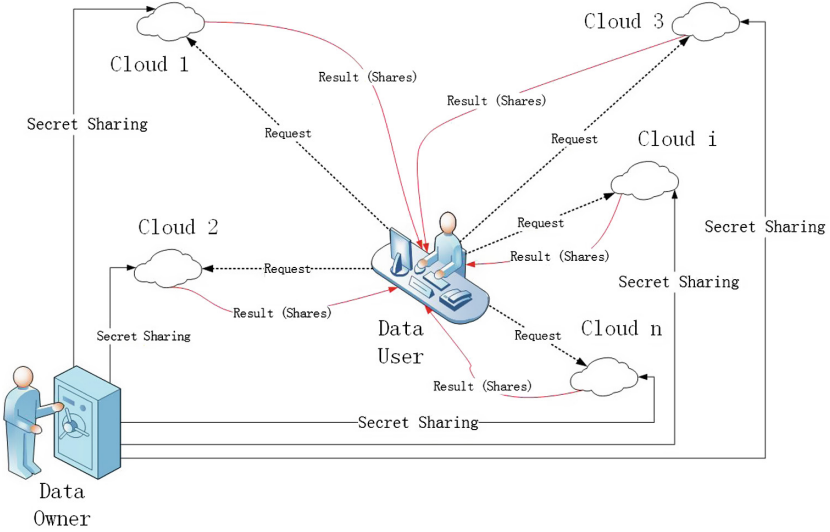 Cloud 1
Cloud 3
Result (Shares)
Result (Shares)
Secret Sharing
Request
Request
Cloud i
Cloud 2
Request
Secret Sharing
Result (Shares)
Request
Secret Sharing
Result (Shares)
Data
User
Cloud n
Secret Sharing
Request
Result (Shares)
Secret Sharing
Data
Owner